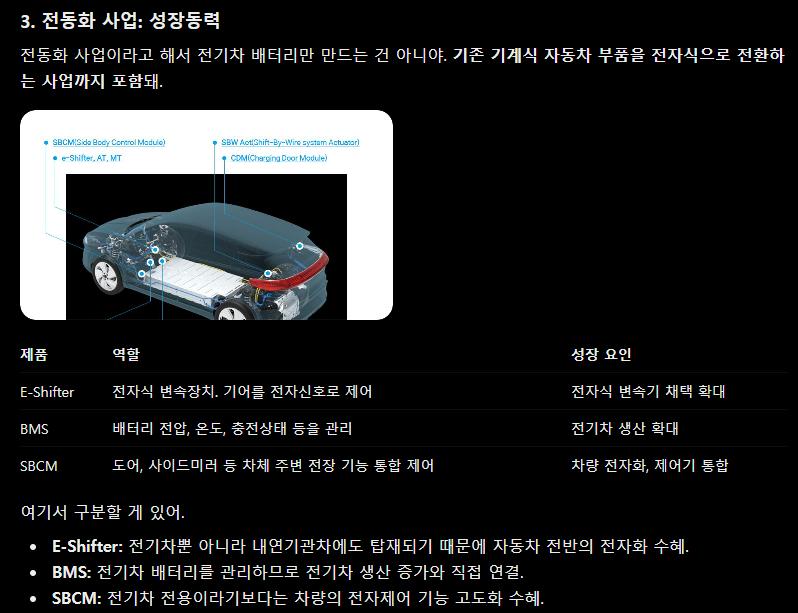 3. 전동화 사업: 성장동력
전동화 사업이라고 해서 전기차 배터리만 만드는 건 아니야. 기존 기계식 자동차 부품을 전자식으로 전환하
는 사업까지 포함돼.
SBCM(Side Body Control Module)
SBW Act(Shift-By-Wire system Actuator)
e-Shifter, AT, MT
CDM(Charging Door Module)
제품 역할 성장 요인
E-Shifter 전자식 변속장치. 기어를 전자신호로 제어 전자식 변속기 채택 확대
BMS 배터리 전압, 온도, 충전상태 등을 관리 전기차 생산 확대
SBCM 도어, 사이드미러 등 차체 주변 전장 기능 통합 제어 차량 전자화, 제어기 통합
여기서 구분할 게 있어.
• E-Shifter: 전기차뿐 아니라 내연기관차에도 탑재되기 때문에 자동차 전반의 전자화 수혜.
• BMS: 전기차 배터리를 관리하므로 전기차 생산 증가와 직접 연결.
• SBCM: 전기차 전용이라기보다는 차량의 전자제어 기능 고도화 수혜.